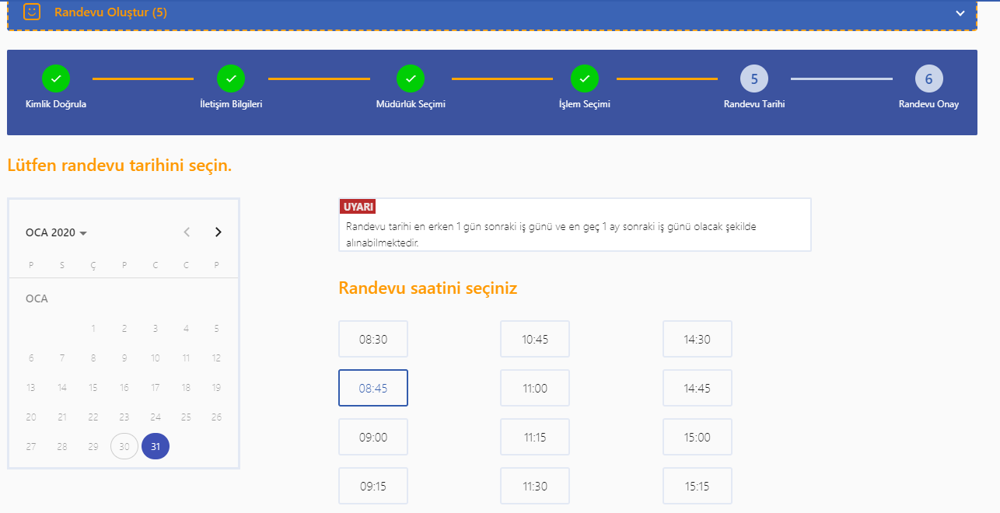 Randevu Oluştur (5)
5
6
Kimlik Doğrula
İletişim Bilgileri
Müdürlük Seçimi
İşlem Seçimi
Randevu Tarihi
Randevu Onay
Lütfen randevu tarihini seçin.
OCA 2020
P S Ç P C C P
OCA
1 2 3 4 5
6 7 8 9 10 11 12
13 14 15 16 17 18 19
20 21 22 23 24 25 26
27 28 29 30 31
UYARI
Randevu tarihi en erken 1 gün sonraki iş günü ve en geç 1 ay sonraki iş günü olacak şekilde
alınabilmektedir.
Randevu saatini seçiniz
08:30 10:45 14:30
08:45 11:00 14:45
09:00 11:15 15:00
09:15 11:30 15:15